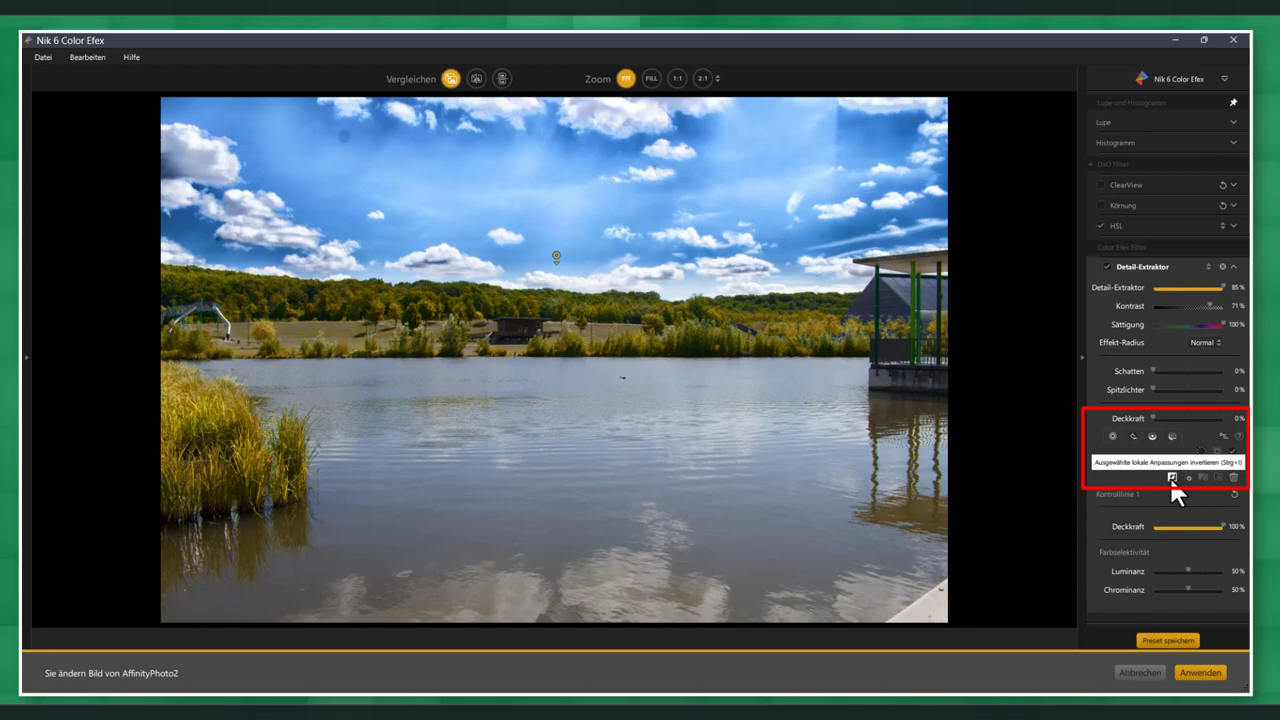 Nik 6 Color Efex
Datei Bearbeiten Hilfe
Vergleichen Zoom FIT FILL 1:1 2:1
Nik 6 Color Efex
Lupe und Histogramm
Lupe
Histogramm
DxO Filter
ClearView
Körnung
HSL
Color Efex Filter
Detail-Extraktor
Detail-Extraktor 85%
Kontrast 71%
Sättigung 100%
Effekt-Radius Normal
Schatten 0%
Spitzlichter 0%
Deckkraft 0%
Ausgewählte lokale Anpassungen invertieren (Strg+I)
Kontrolllinie 1
Deckkraft 100%
Farbselektivität
Luminanz 50%
Chrominanz 50%
Preset speichern
Sie ändern Bild von AffinityPhoto2
Abbrechen Anwenden